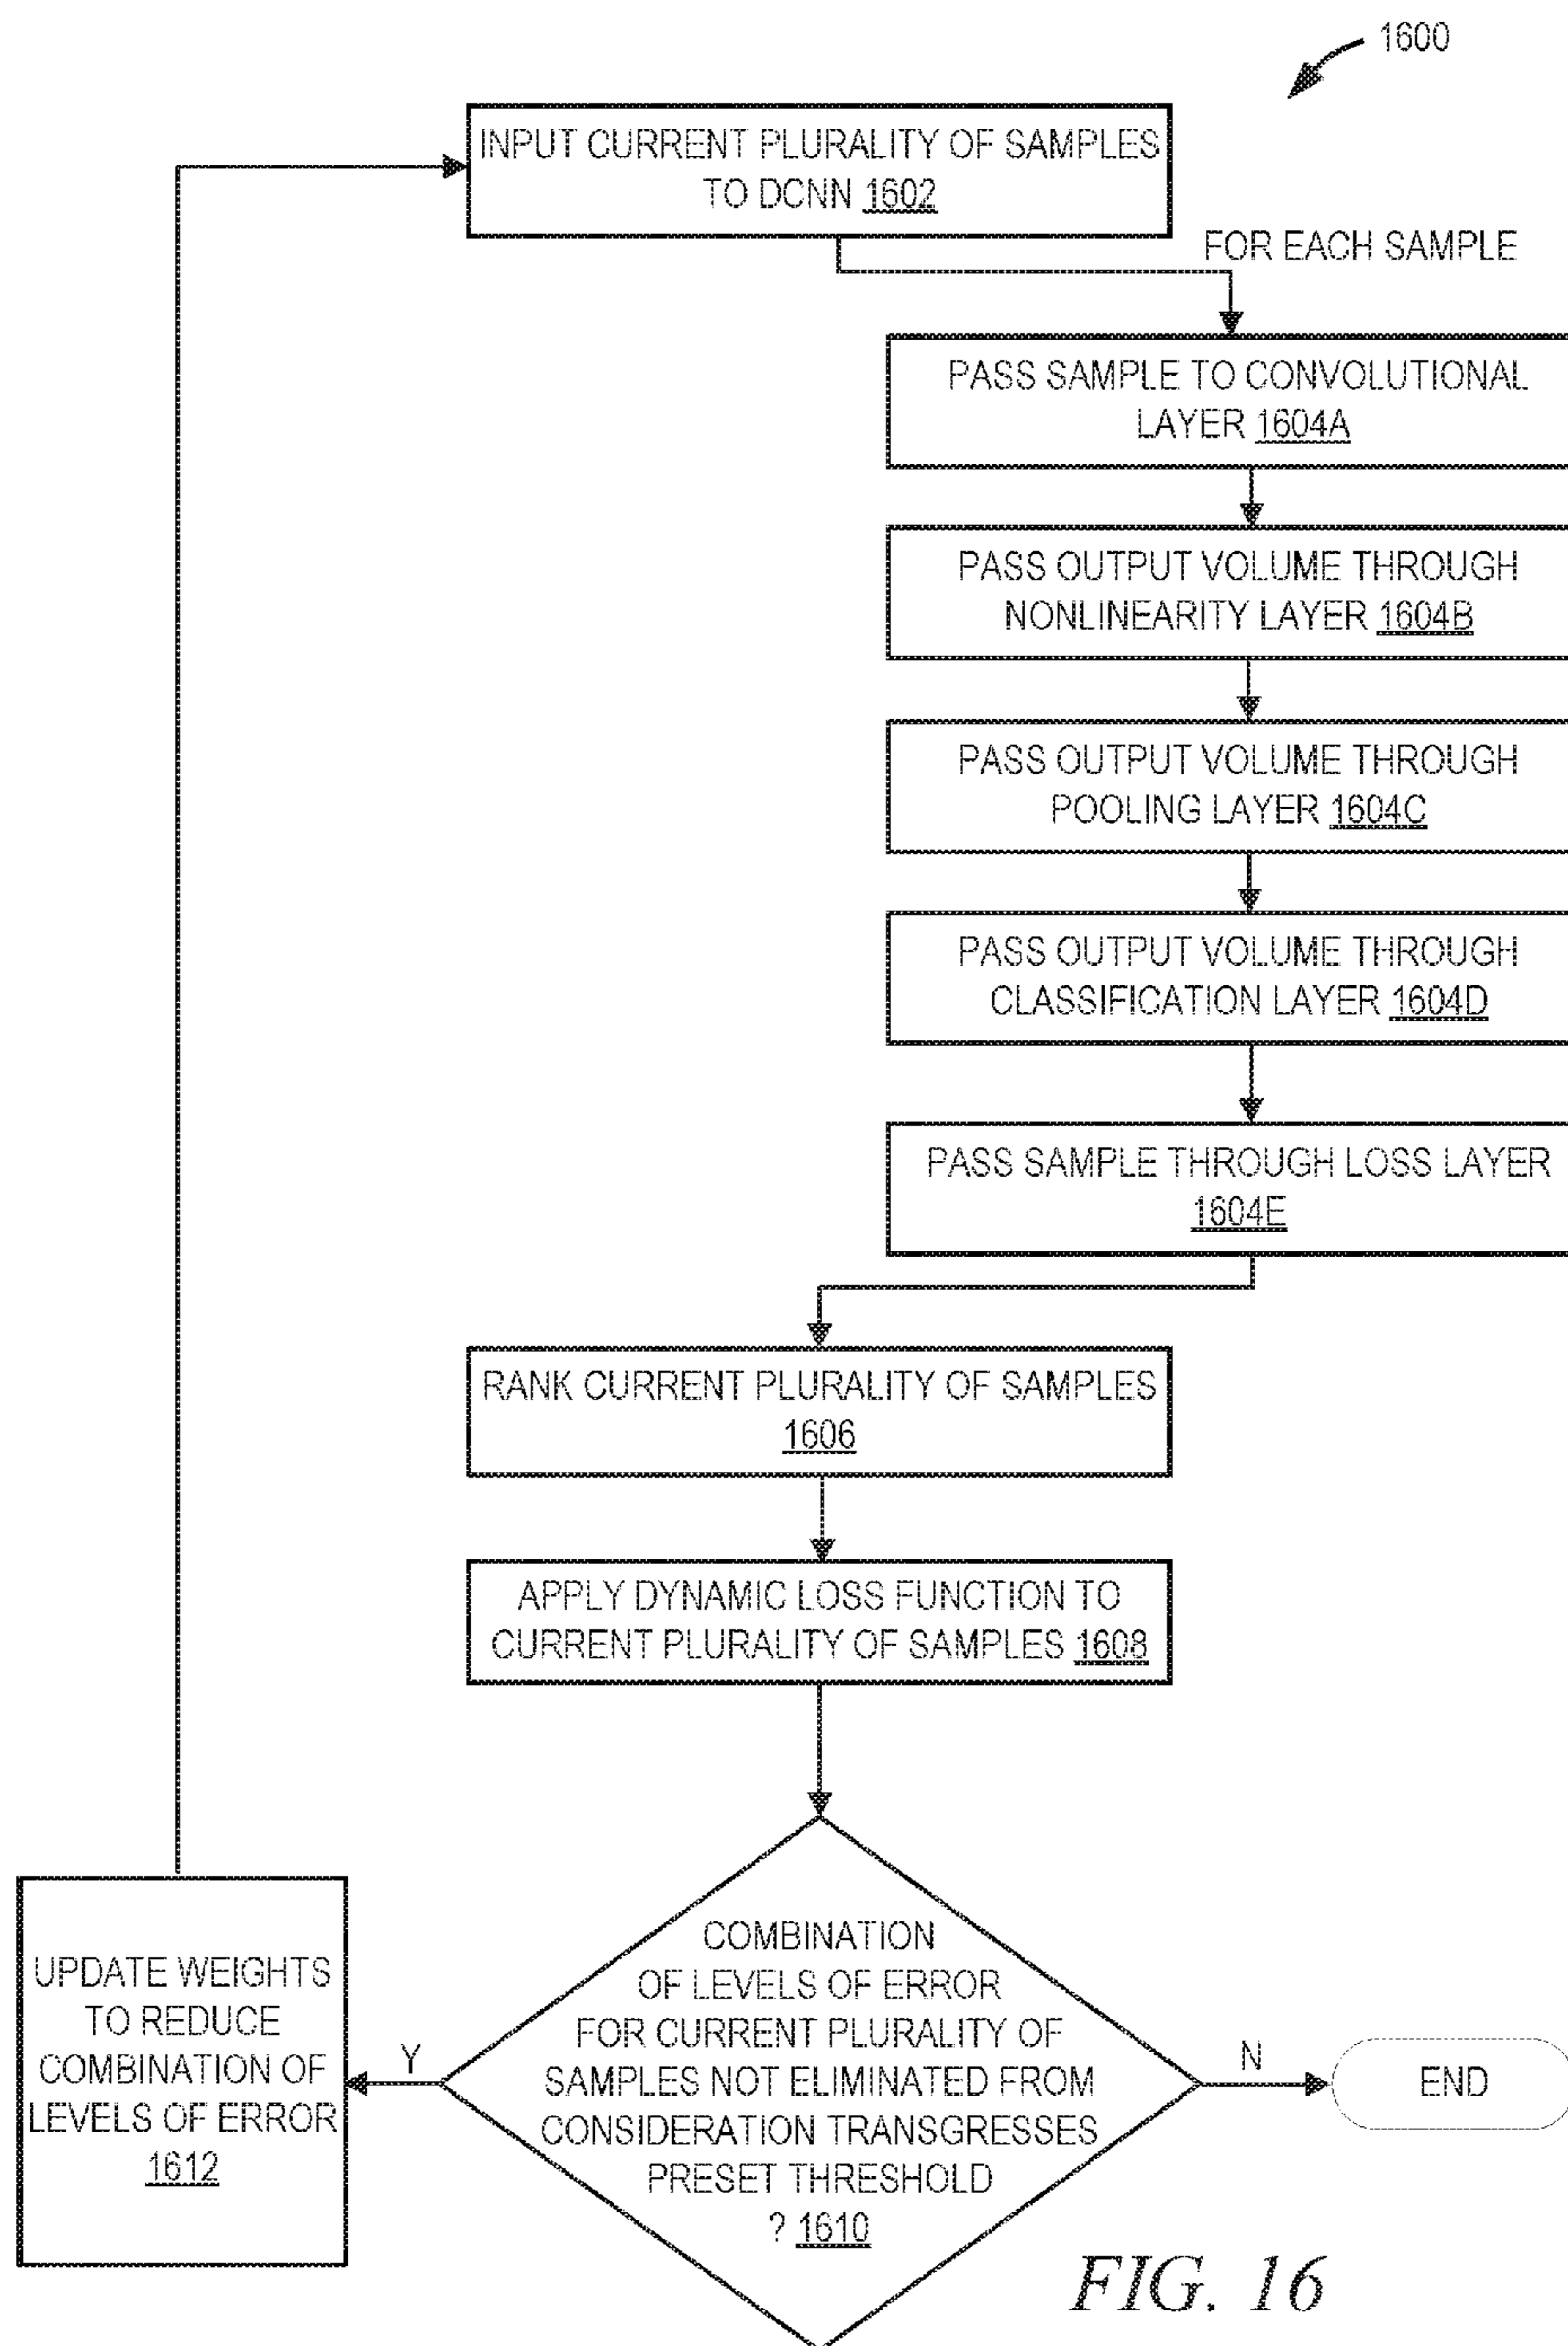 1600
INPUT CURRENT PLURALITY OF SAMPLES
TO DCNN 1602
FOR EACH SAMPLE
PASS SAMPLE TO CONVOLUTIONAL
LAYER 1604A
PASS OUTPUT VOLUME THROUGH
NONLINEARITY LAYER 1604B
PASS OUTPUT VOLUME THROUGH
POOLING LAYER 1604C
PASS OUTPUT VOLUME THROUGH
CLASSIFICATION LAYER 1604D
PASS SAMPLE THROUGH LOSS LAYER
1604E
RANK CURRENT PLURALITY OF SAMPLES
1606
APPLY DYNAMIC LOSS FUNCTION TO
CURRENT PLURALITY OF SAMPLES 1608
COMBINATION
OF LEVELS OF ERROR
FOR CURRENT PLURALITY OF
SAMPLES NOT ELIMINATED FROM
CONSIDERATION TRANSGRESSES
PRESET THRESHOLD
? 1610
Y
N
END
UPDATE WEIGHTS
TO REDUCE
COMBINATION OF
LEVELS OF ERROR
1612
FIG. 16